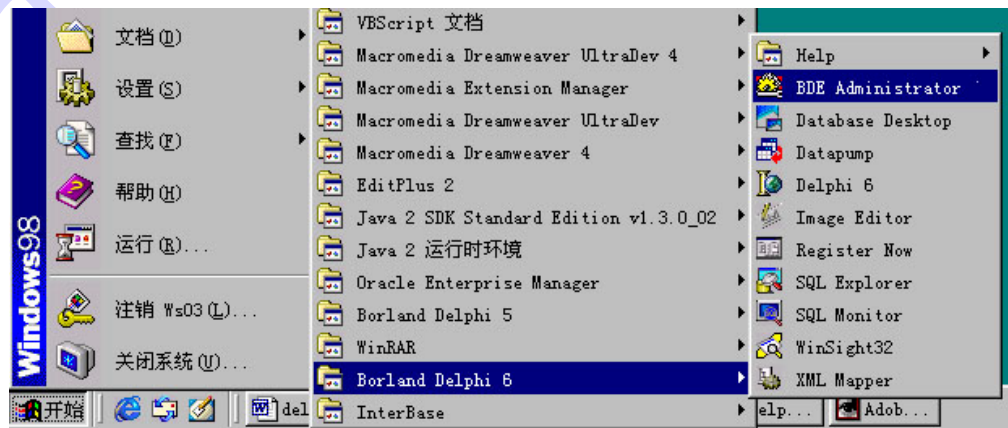 Windows98
文档(D)
设置(S)
查找(F)
帮助(H)
运行(R)...
注销 Ws03(L)...
关闭系统(U)...
VBScript 文档
Macromedia Dreamweaver UltraDev 4
Macromedia Extension Manager
Macromedia Dreamweaver UltraDev
Macromedia Dreamweaver 4
EditPlus 2
Java 2 SDK Standard Edition v1.3.0_02
Java 2 运行时环境
Oracle Enterprise Manager
Borland Delphi 5
WinRAR
Borland Delphi 6
InterBase
Help
BDE Administrator
Database Desktop
Datapump
Delphi 6
Image Editor
Register Now
SQL Explorer
SQL Monitor
WinSight32
XML Mapper
开始
del
elp...
Adob...